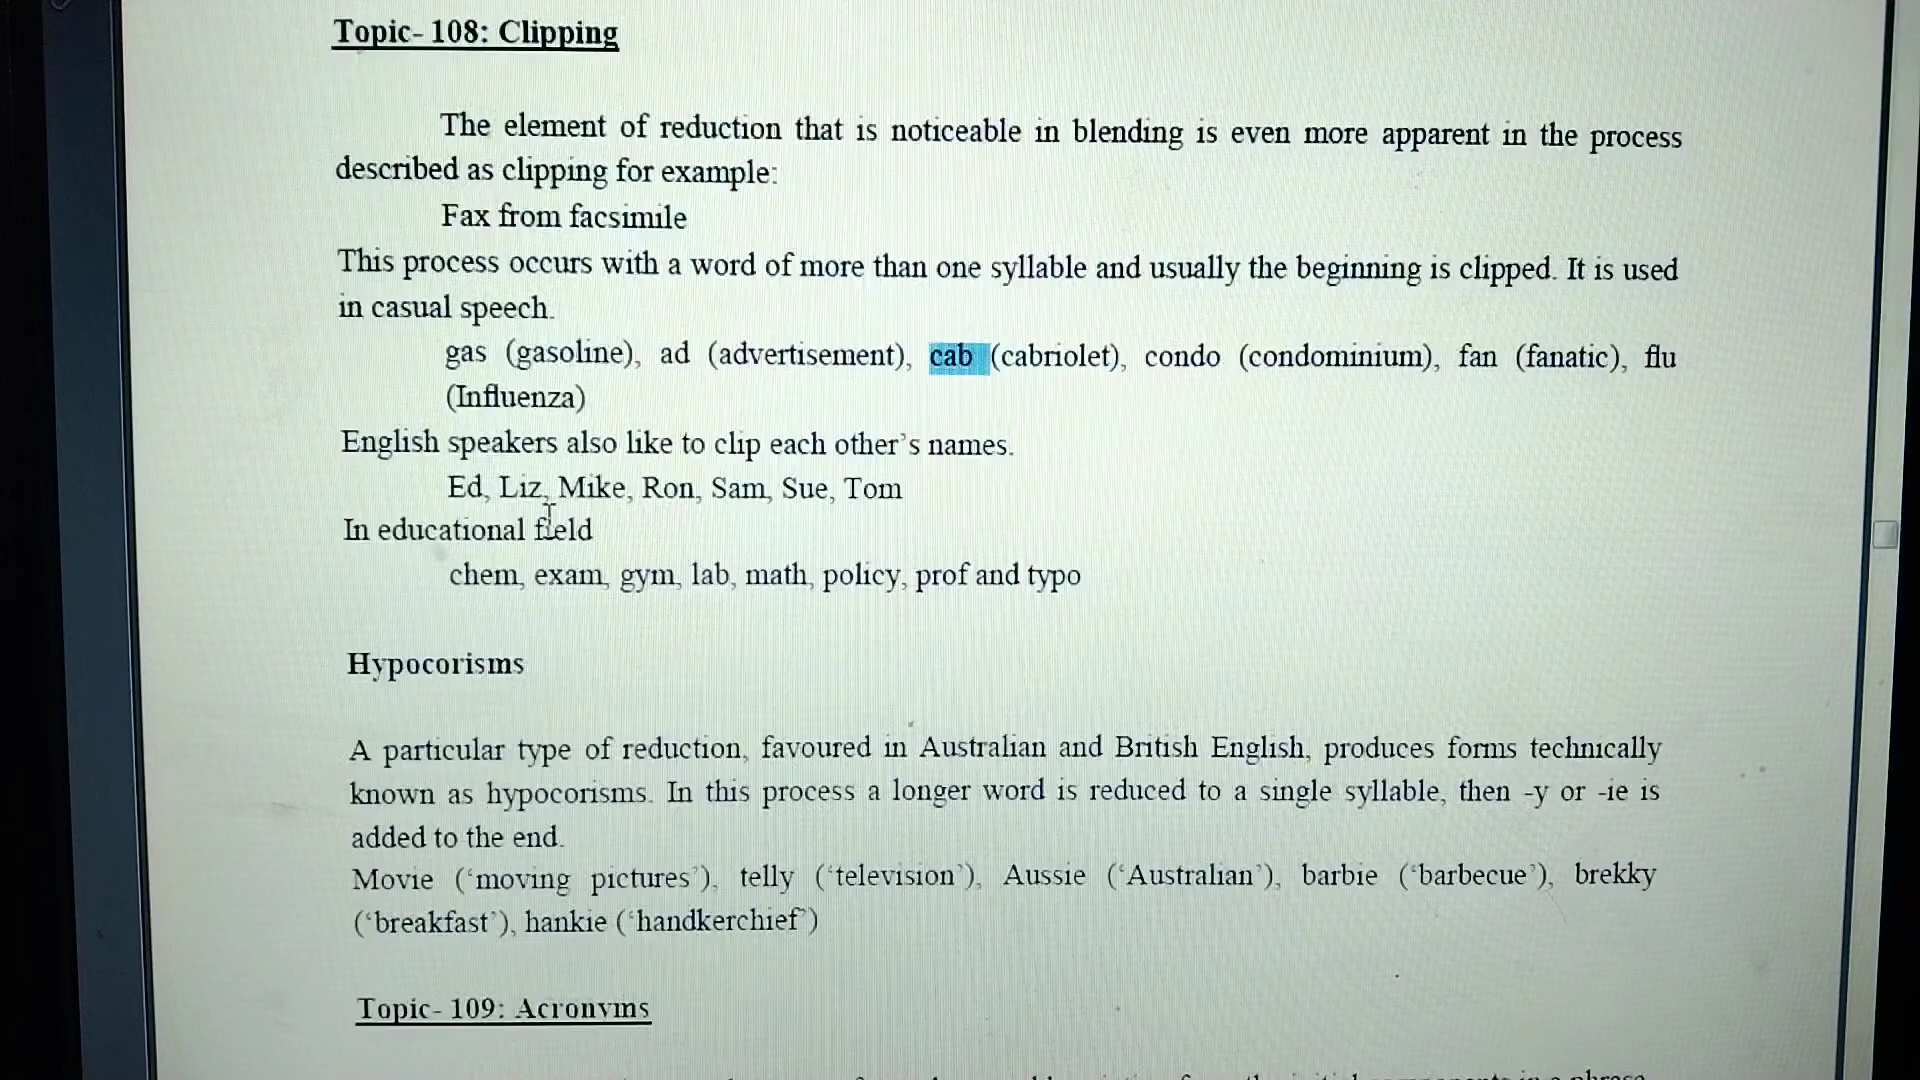 Topic- 108: Clipping
The element of reduction that is noticeable in blending is even more apparent in the process
described as clipping for example:
Fax from facsimile
This process occurs with a word of more than one syllable and usually the beginning is clipped. It is used
in casual speech.
gas (gasoline), ad (advertisement), cab (cabriolet), condo (condominium), fan (fanatic), flu
(Influenza)
English speakers also like to clip each other’s names.
Ed, Liz, Mike, Ron, Sam, Sue, Tom
In educational field
chem, exam, gym, lab, math, policy, prof and typo
Hypocorisms
A particular type of reduction, favoured in Australian and British English, produces forms technically
known as hypocorisms. In this process a longer word is reduced to a single syllable, then -y or -ie is
added to the end.
Movie (‘moving pictures’), telly (‘television’), Aussie (‘Australian’), barbie (‘barbecue’), brekky
(‘breakfast’), hankie (‘handkerchief’)
Topic- 109: Acronyms
in a phrase